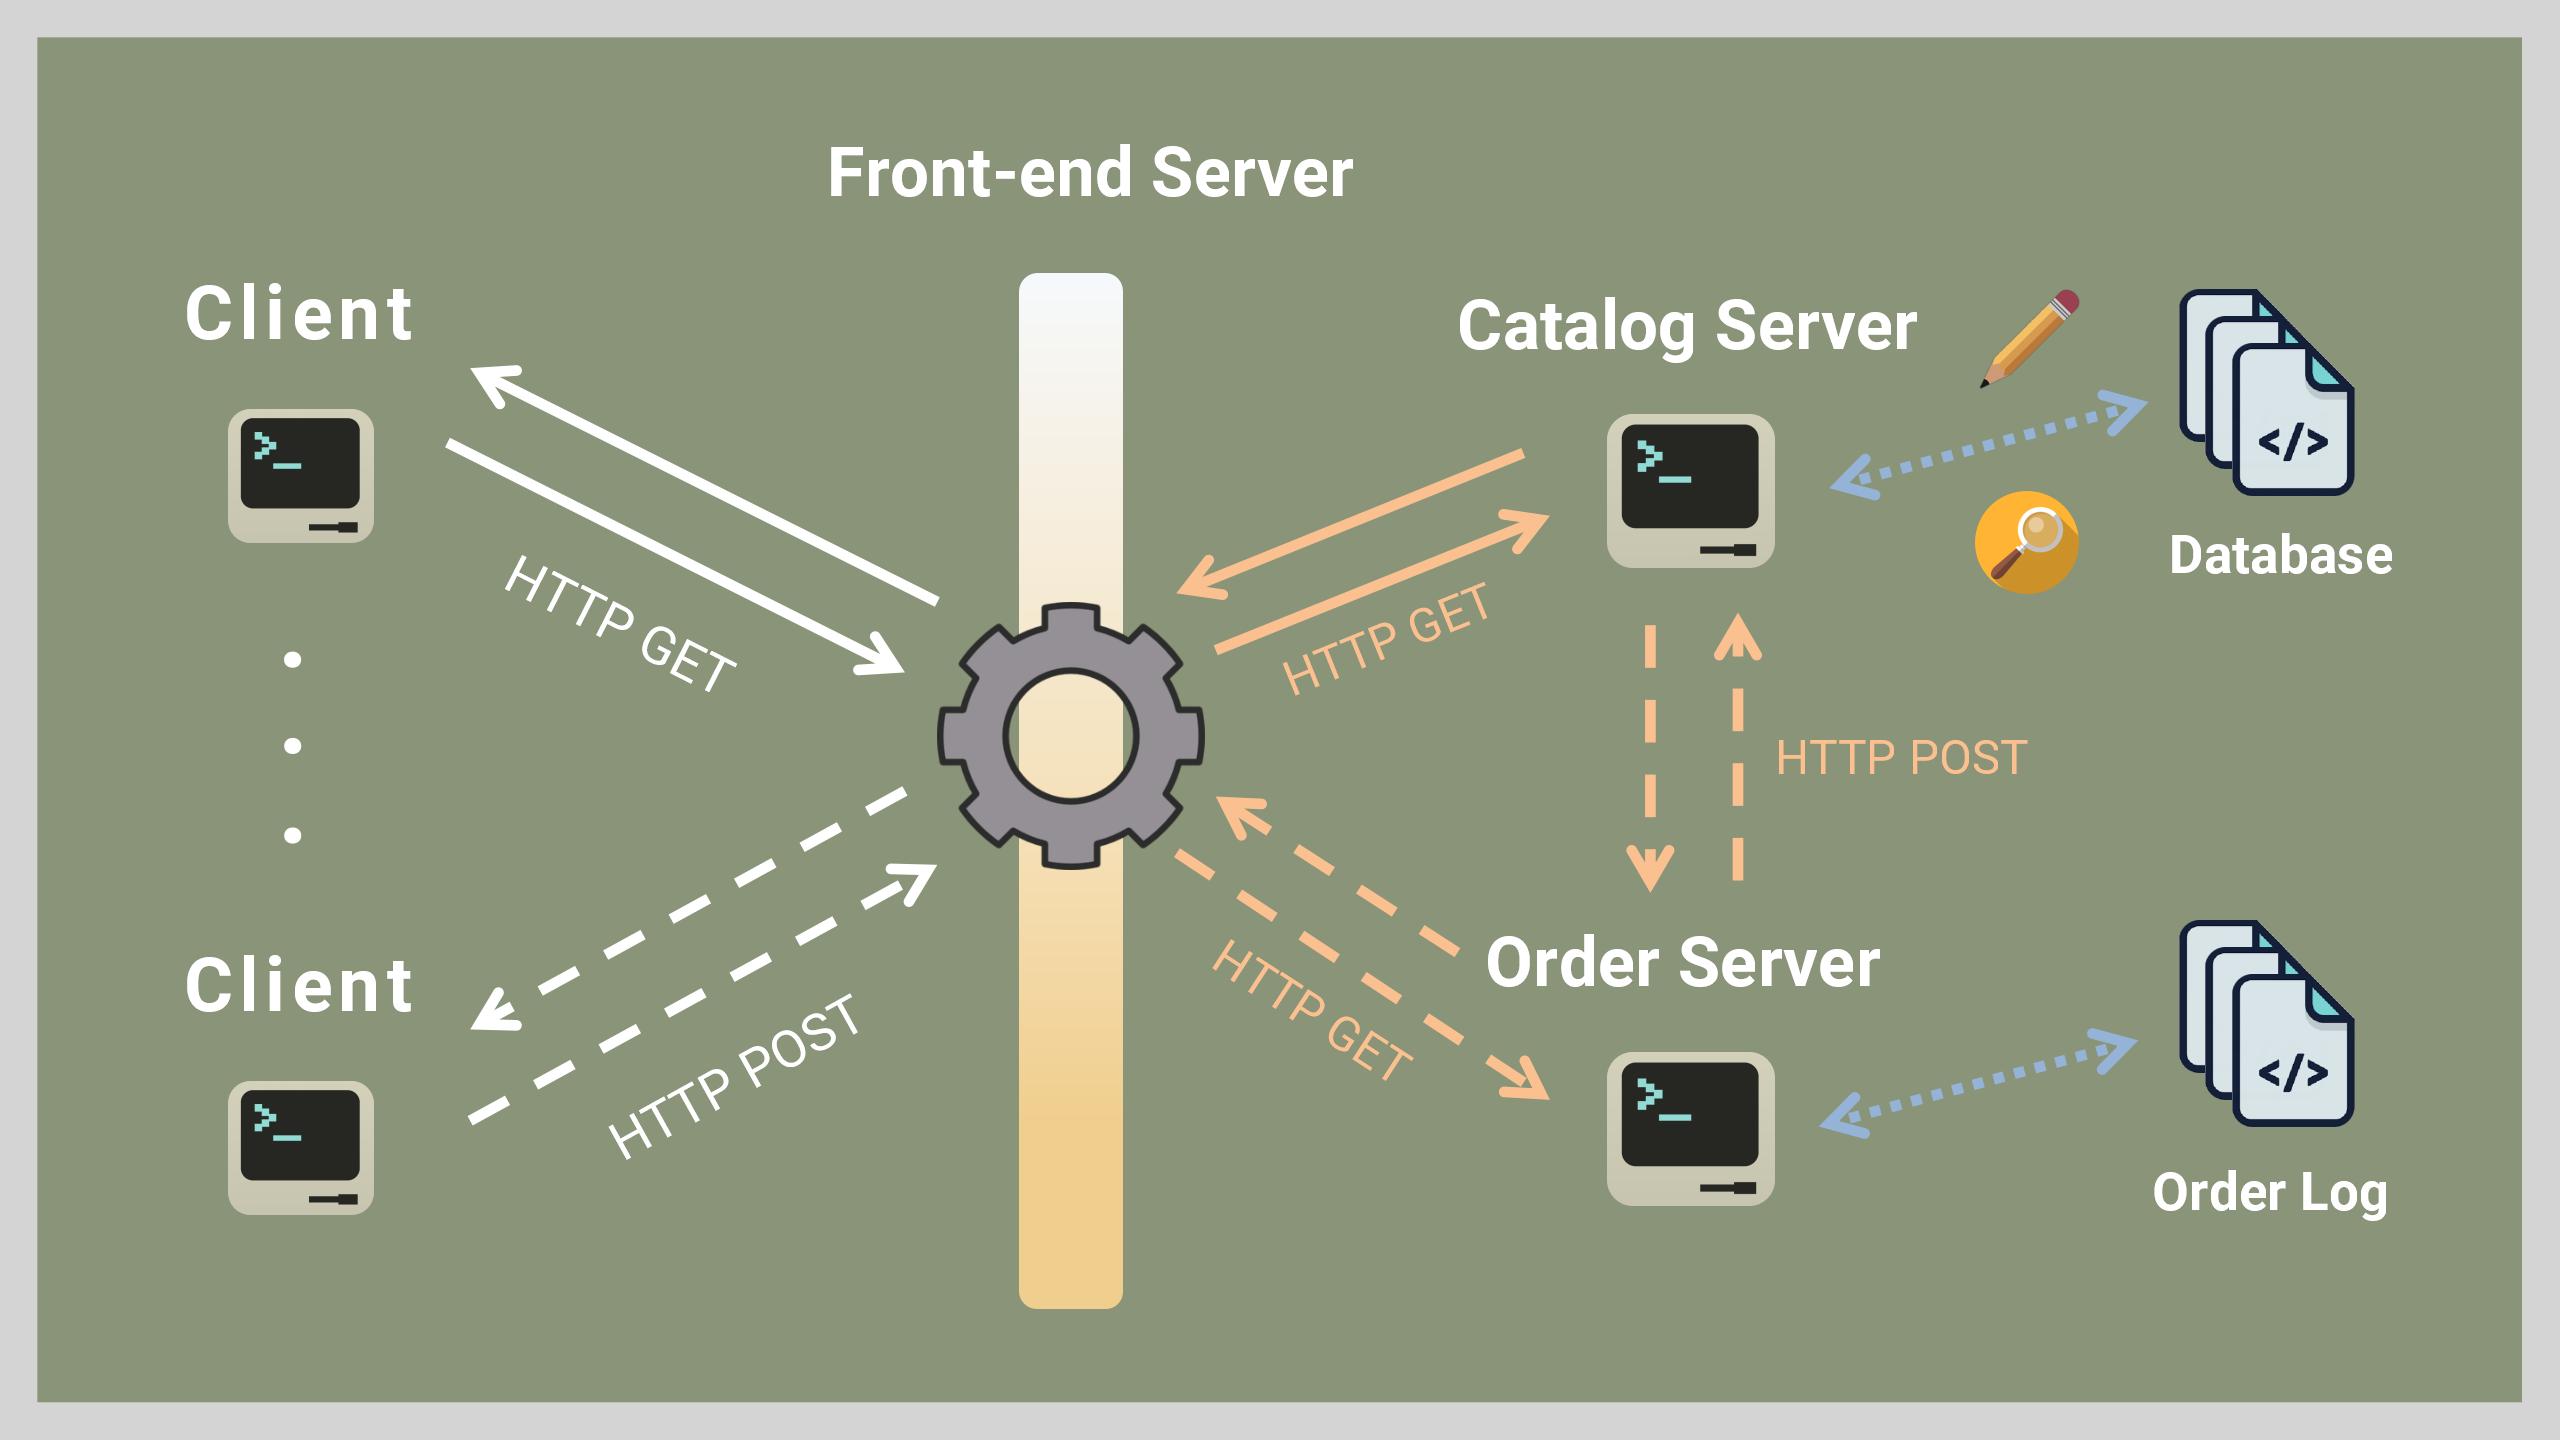 Front-end Server
Client
Catalog Server
>_
>_
</>
Database
HTTP GET
HTTP GET
HTTP POST
Client
Order Server
HTTP POST
HTTP GET
>_
>_
</>
Order Log